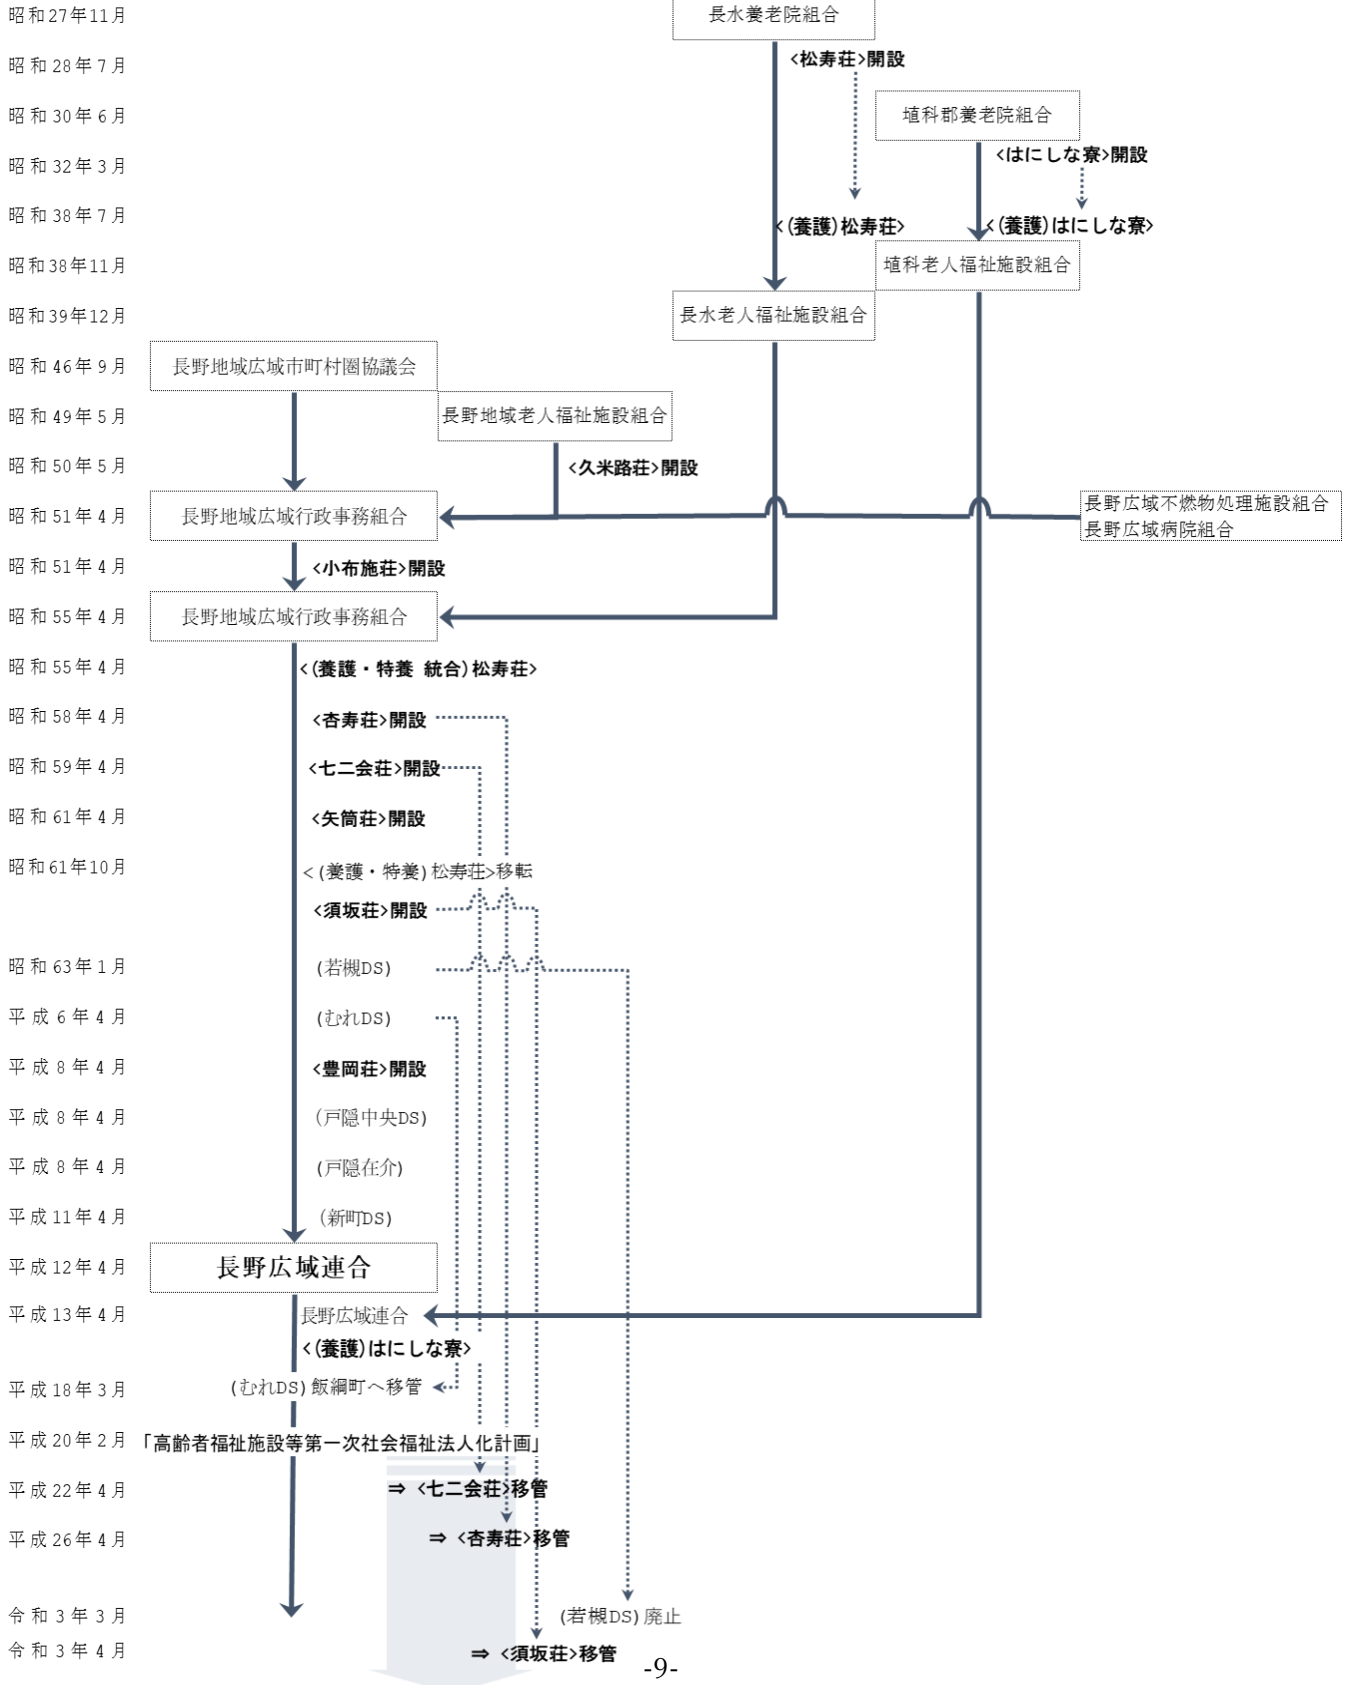 昭和27年11月 長水養老院組合
昭和28年7月 <松寿荘>開設
昭和30年6月 埴科郡養老院組合
昭和32年3月 <はにしな寮>開設
昭和38年7月 <(養護)松寿荘> <(養護)はにしな寮>
昭和38年11月 埴科老人福祉施設組合
昭和39年12月 長水老人福祉施設組合
昭和46年9月 長野地域広域市町村圏協議会
昭和49年5月 長野地域老人福祉施設組合
昭和50年5月 <久米路荘>開設
昭和51年4月 長野地域広域行政事務組合 長野広域不燃物処理施設組合
長野広域病院組合
昭和51年4月 <小布施荘>開設
昭和55年4月 長野地域広域行政事務組合
昭和55年4月 <(養護・特養 統合)松寿荘>
昭和58年4月 <杏寿荘>開設
昭和59年4月 <七二会荘>開設
昭和61年4月 <矢筒荘>開設
昭和61年10月 <(養護・特養)松寿荘>移転
<須坂荘>開設
昭和63年1月 (若槻DS)
平成6年4月 (むれDS)
平成8年4月 <豊岡荘>開設
平成8年4月 (戸隠中央DS)
平成8年4月 (戸隠在介)
平成11年4月 (新町DS)
平成12年4月 長野広域連合
平成13年4月 長野広域連合
<(養護)はにしな寮>
平成18年3月 (むれDS)飯綱町へ移管
平成20年2月 「高齢者福祉施設等第一次社会福祉法人化計画」
平成22年4月 ⇒ <七二会荘>移管
平成26年4月 ⇒ <杏寿荘>移管
令和3年3月 (若槻DS)廃止
令和3年4月 ⇒ <須坂荘>移管
-9-